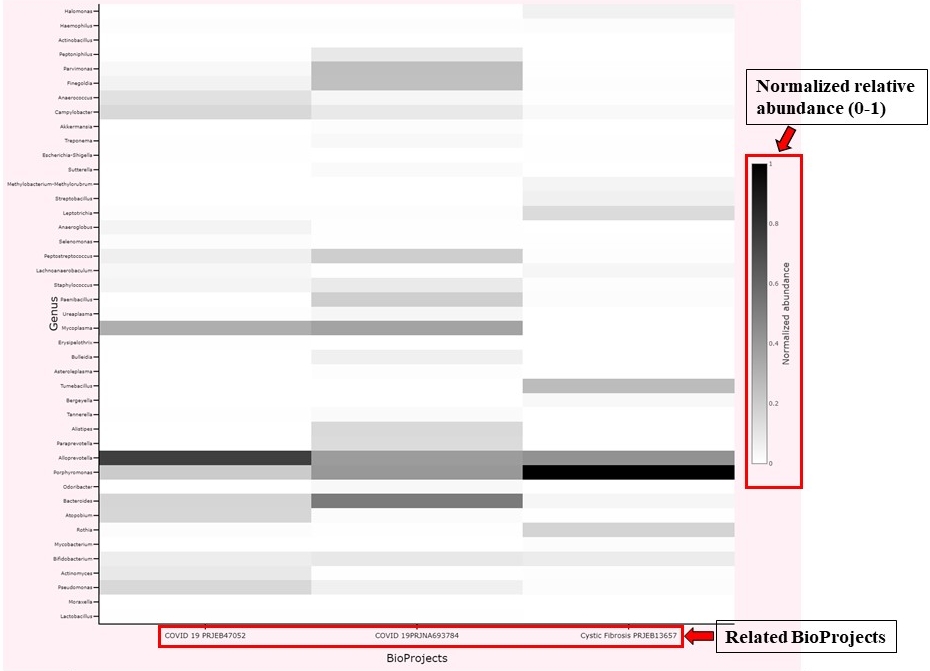 Halomonas
Haemophilus
Actinobacillus
Peptoniphilus
Parvimonas
Finegoldia
Anaerococcus
Campylobacter
Akkermansia
Treponema
Escherichia-Shigella
Sutterella
Methylobacterium-Methylorubrum
Streptobacillus
Leptotrichia
Anaeroglobus
Selenomonas
Peptostreptococcus
Lachnoanaerobaculum
Staphylococcus
Paenibacillus
Ureaplasma
Mycoplasma
Erysipelothrix
Bulleidia
Asteroleplasma
Tumebacillus
Bergeyella
Tannerella
Alistipes
Paraprevotella
Alloprevotella
Porphyromonas
Odoribacter
Bacteroides
Atopobium
Rothia
Mycobacterium
Bifidobacterium
Actinomyces
Pseudomonas
Moraxella
Lactobacillus
Genus
COVID 19 PRJEB47052
COVID 19PRJNA693784
Cystic Fibrosis PRJEB13657
BioProjects
Related BioProjects
Normalized relative
abundance (0-1)
1
0.8
0.6
0.4
0.2
0
Normalized abundance